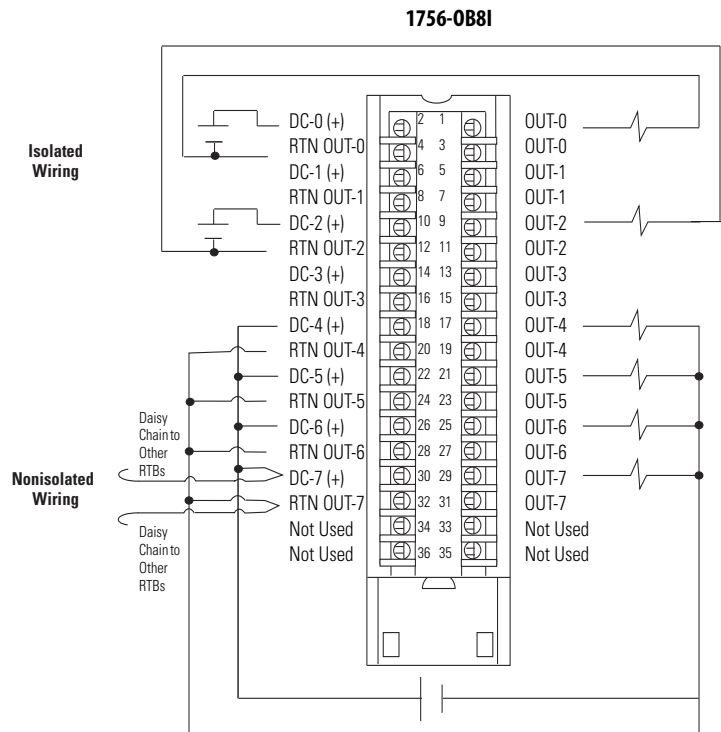 1756-OB8I
Isolated
Wiring
DC-0 (+) 2 1 OUT-0
RTN OUT-0 4 3 OUT-0
DC-1 (+) 6 5 OUT-1
RTN OUT-1 8 7 OUT-1
DC-2 (+) 10 9 OUT-2
RTN OUT-2 12 11 OUT-2
DC-3 (+) 14 13 OUT-3
RTN OUT-3 16 15 OUT-3
DC-4 (+) 18 17 OUT-4
RTN OUT-4 20 19 OUT-4
DC-5 (+) 22 21 OUT-5
RTN OUT-5 24 23 OUT-5
DC-6 (+) 26 25 OUT-6
RTN OUT-6 28 27 OUT-6
DC-7 (+) 30 29 OUT-7
RTN OUT-7 32 31 OUT-7
Not Used 34 33 Not Used
Not Used 36 35 Not Used
Daisy
Chain to
Other
RTBs
Nonisolated
Wiring
Daisy
Chain to
Other
RTBs